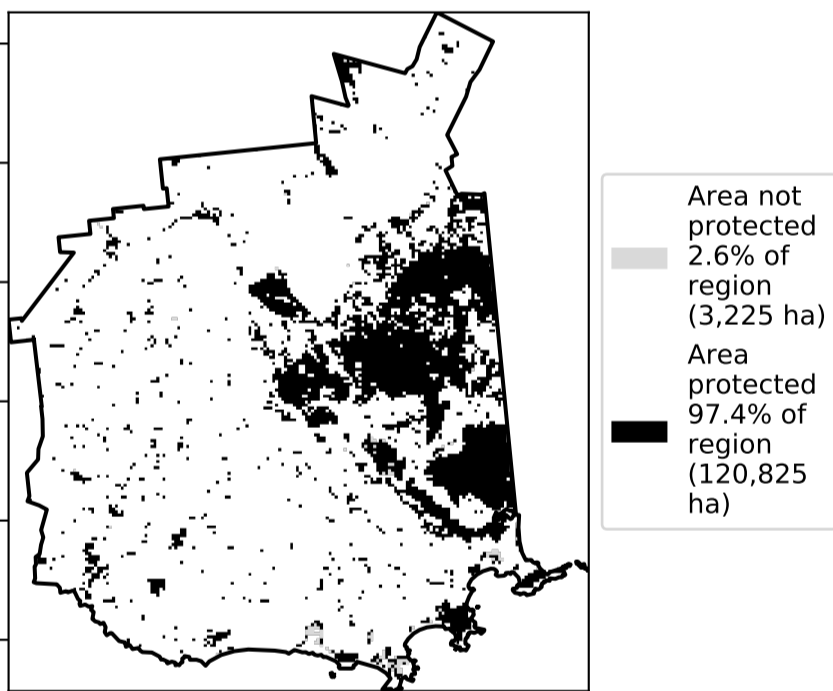 Area not
protected
2.6% of
region
(3,225 ha)
Area
protected
97.4% of
region
(120,825
ha)